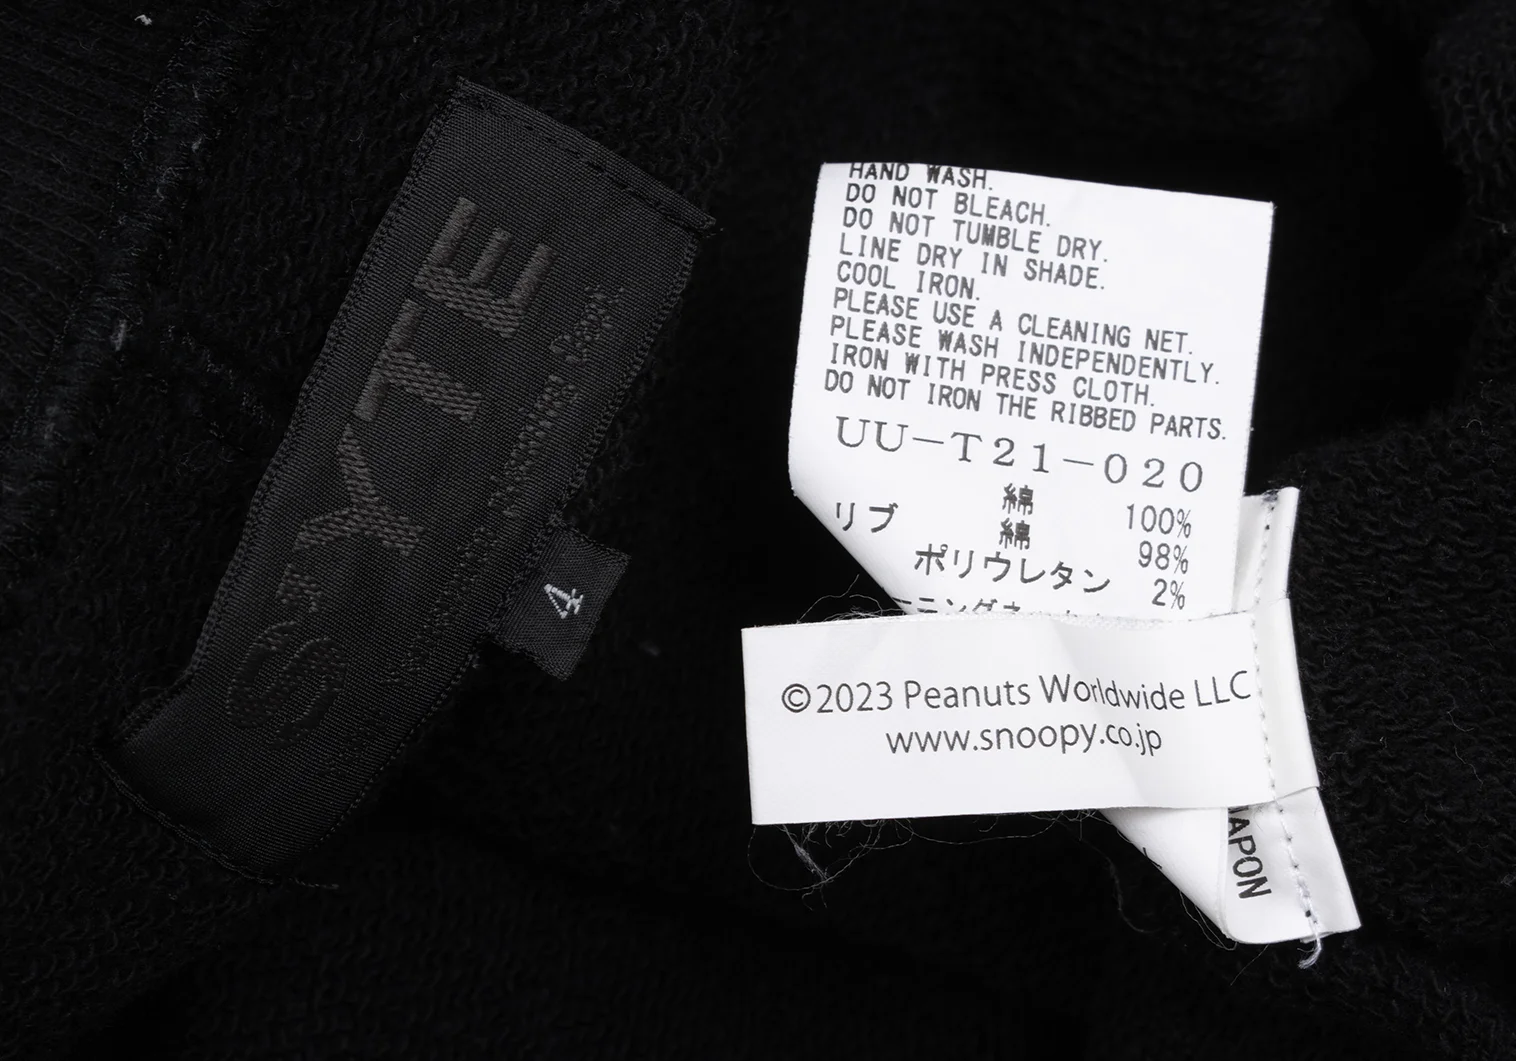 S'YTE
4
HAND WASH.
DO NOT BLEACH.
DO NOT TUMBLE DRY.
LINE DRY IN SHADE.
COOL IRON.
PLEASE USE A CLEANING NET.
PLEASE WASH INDEPENDENTLY.
IRON WITH PRESS CLOTH.
DO NOT IRON THE RIBBED PARTS.
UU-T21-020
綿 100%
リブ 綿 98%
ポリウレタン 2%
©2023 Peanuts Worldwide LLC
www.snoopy.co.jp